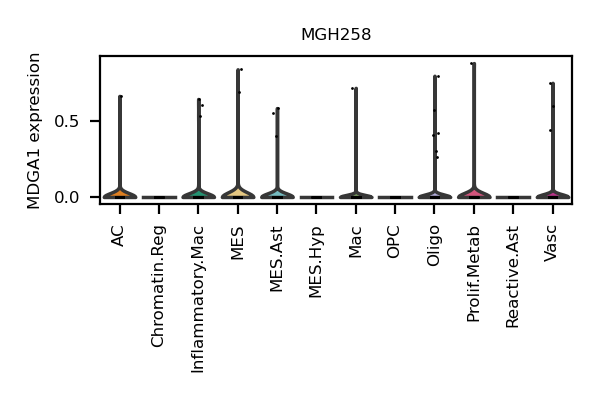 MGH258
MDGA1 expression
0.5
0.0
AC
Chromatin.Reg
Inflammatory.Mac
MES
MES.Ast
MES.Hyp
Mac
OPC
Oligo
Prolif.Metab
Reactive.Ast
Vasc